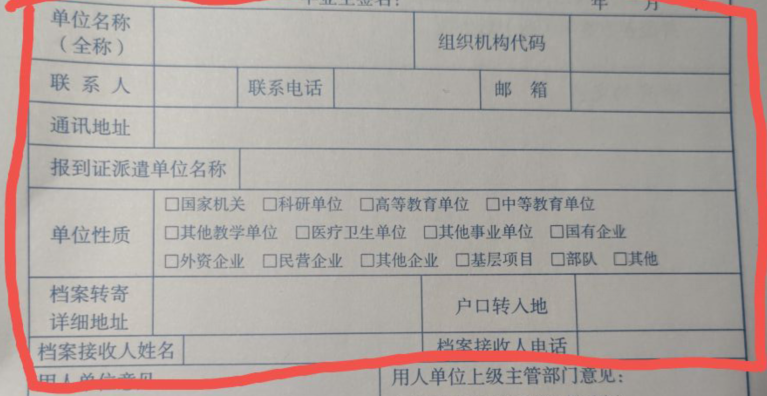 年 月
单位名称
（全称）
组织机构代码
联 系 人 联系电话 邮 箱
通讯地址
报到证派遣单位名称
单位性质
□国家机关 □科研单位 □高等教育单位 □中等教育单位
□其他教学单位 □医疗卫生单位 □其他事业单位 □国有企业
□外资企业 □民营企业 □其他企业 □基层项目 □部队 □其他
档案转寄
详细地址
户口转入地
档案接收人姓名 档案接收人电话
用人单位意见 用人单位上级主管部门意见：